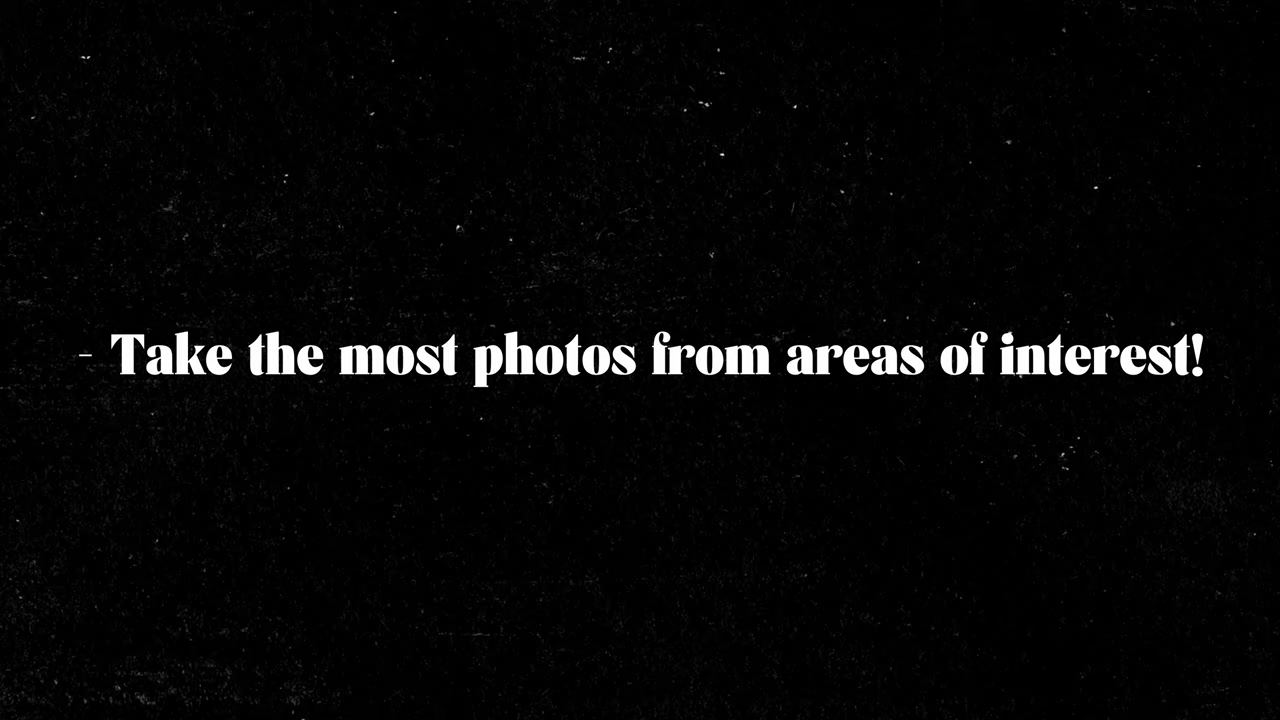 - Take the most photos from areas of interest!